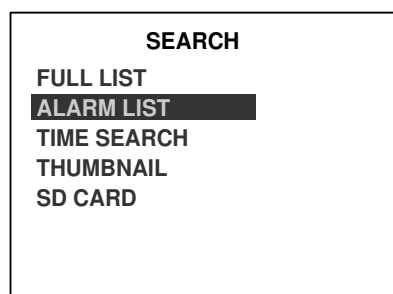 SEARCH
FULL LIST
ALARM LIST
TIME SEARCH
THUMBNAIL
SD CARD